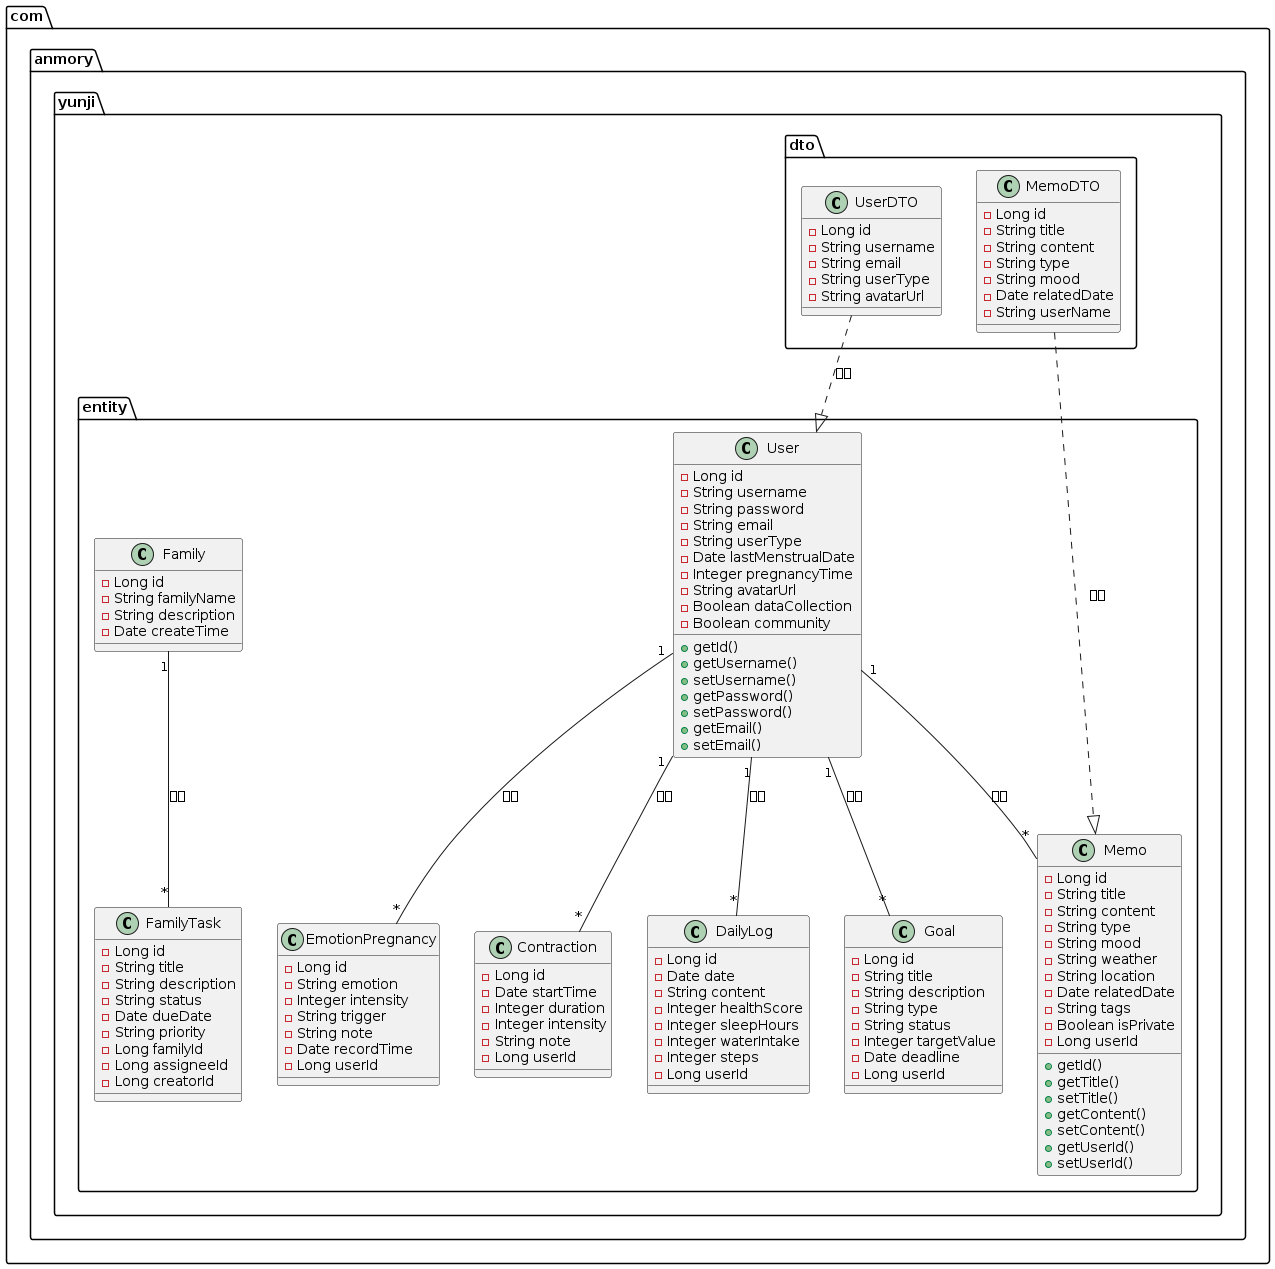 com
anmory
yunji
dto
UserDTO
Long id
String username
String email
String userType
String avatarUrl
MemoDTO
Long id
String title
String content
String type
String mood
Date relatedDate
String userName
entity
User
Long id
String username
String password
String email
String userType
Date lastMenstrualDate
Integer pregnancyTime
String avatarUrl
Boolean dataCollection
Boolean community
getId()
getUsername()
setUsername()
getPassword()
setPassword()
getEmail()
setEmail()
Family
Long id
String familyName
String description
Date createTime
1
1
1
1
1
1
*
*
*
*
*
*
FamilyTask
Long id
String title
String description
String status
Date dueDate
String priority
Long familyId
Long assigneeId
Long creatorId
EmotionPregnancy
Long id
String emotion
Integer intensity
String trigger
String note
Date recordTime
Long userId
Contraction
Long id
Date startTime
Integer duration
Integer intensity
String note
Long userId
DailyLog
Long id
Date date
String content
Integer healthScore
Integer sleepHours
Integer waterIntake
Integer steps
Long userId
Goal
Long id
String title
String description
String type
String status
Integer targetValue
Date deadline
Long userId
Memo
Long id
String title
String content
String type
String mood
String weather
String location
Date relatedDate
String tags
Boolean isPrivate
Long userId
getId()
getTitle()
setTitle()
getContent()
setContent()
getUserId()
setUserId()